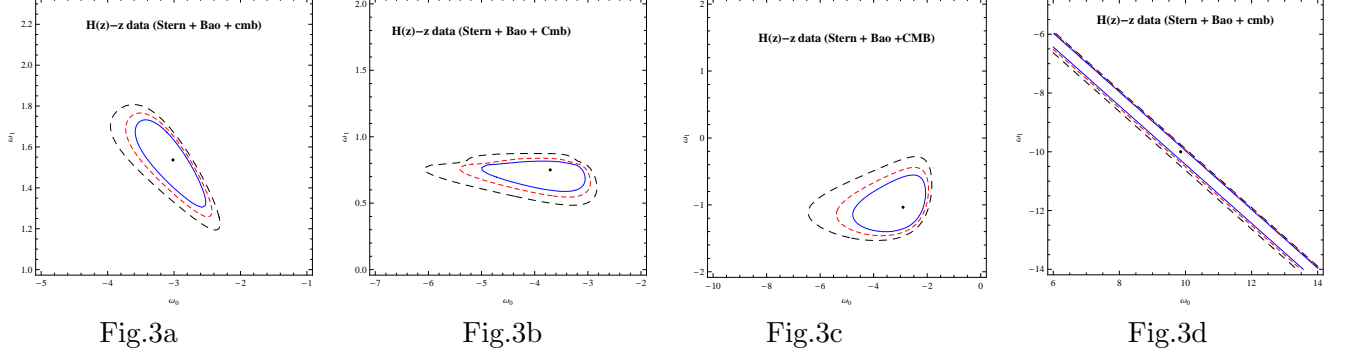 H(z)−z data (Stern + Bao + cmb)
2.2
2.0
1.8
1.6
1.4
1.2
1.0
ω1
−5
−4
−3
−2
−1
ω0
Fig.3a
H(z)−z data (Stern + Bao + Cmb)
2.0
1.5
1.0
0.5
0.0
ω1
−7
−6
−5
−4
−3
−2
ω0
Fig.3b
H(z)−z data (Stern + Bao +CMB)
2
1
0
−1
−2
ω1
−10
−8
−6
−4
−2
0
ω0
Fig.3c
H(z)−z data (Stern + Bao + cmb)
−6
−8
−10
−12
−14
ω1
6
8
10
12
14
ω0
Fig.3d